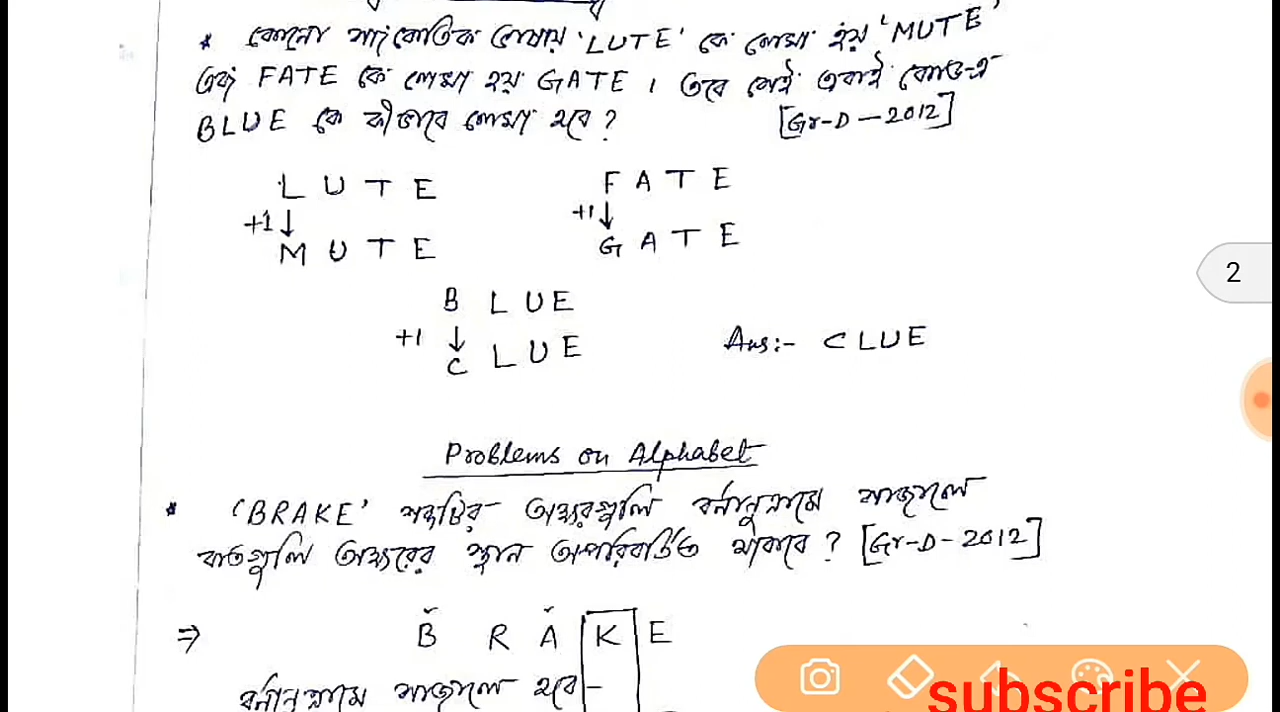 * কোনো সাংকেতিক ভাষায় 'LUTE' কে লেখা হয় 'MUTE'
এবং FATE কে লেখা হয় GATE । তবে সেই একই কোড-এ
BLUE কে কীভাবে লেখা হবে ? [Gr-D-2012]
L U T E F A T E
+1↓ +1↓
M U T E G A T E
B L U E
+1 ↓
C L U E Ans:- CLUE
2
Problems on Alphabet
* 'BRAKE' শব্দটির অক্ষরগুলি বর্ণানুক্রমে সাজালে
কতগুলি অক্ষরের স্থান অপরিবর্তিত থাকবে ? [Gr-D-2012]
⇒ B R A K E
বর্ণানুক্রমে সাজালে হবে-
subscribe